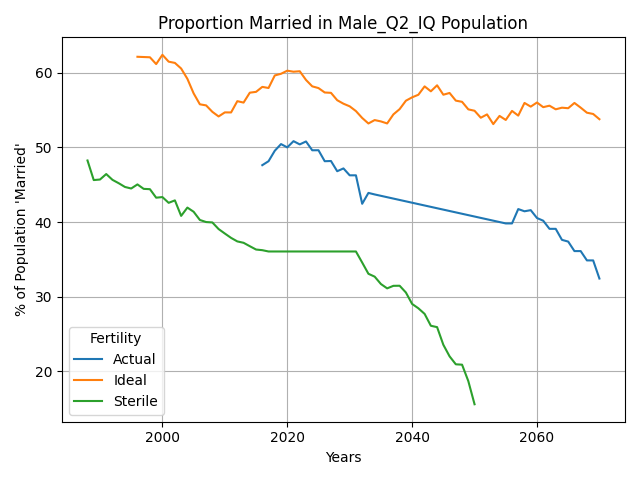 Proportion Married in Male_Q2_IQ Population
% of Population 'Married'
60
50
40
30
20
Fertility
Actual
Ideal
Sterile
2000
2020
2040
2060
Years